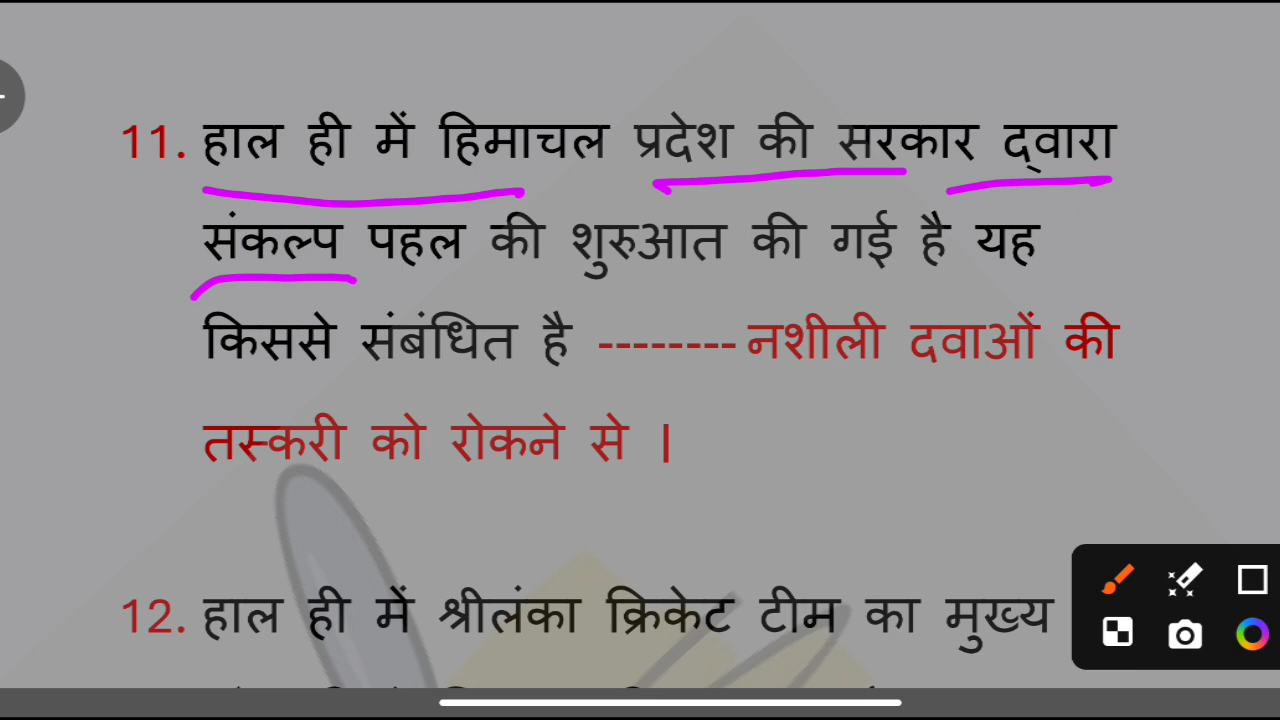 11. हाल ही में हिमाचल प्रदेश की सरकार द्वारा
संकल्प पहल की शुरुआत की गई है यह
किससे संबंधित है -------- नशीली दवाओं की
तस्करी को रोकने से |
12. हाल ही में श्रीलंका क्रिकेट टीम का मुख्य